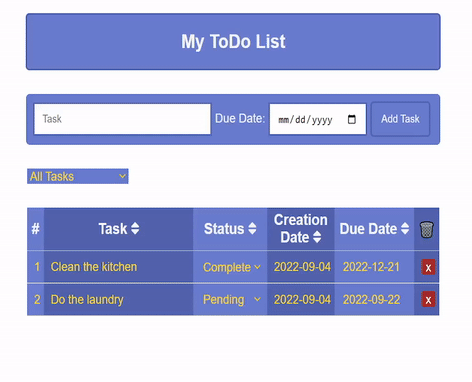 My ToDo List
Task Due Date: mm/dd/yyyy Add Task
All Tasks
# Task Status Creation Date Due Date
1 Clean the kitchen Complete 2022-09-04 2022-12-21 x
2 Do the laundry Pending 2022-09-04 2022-09-22 x